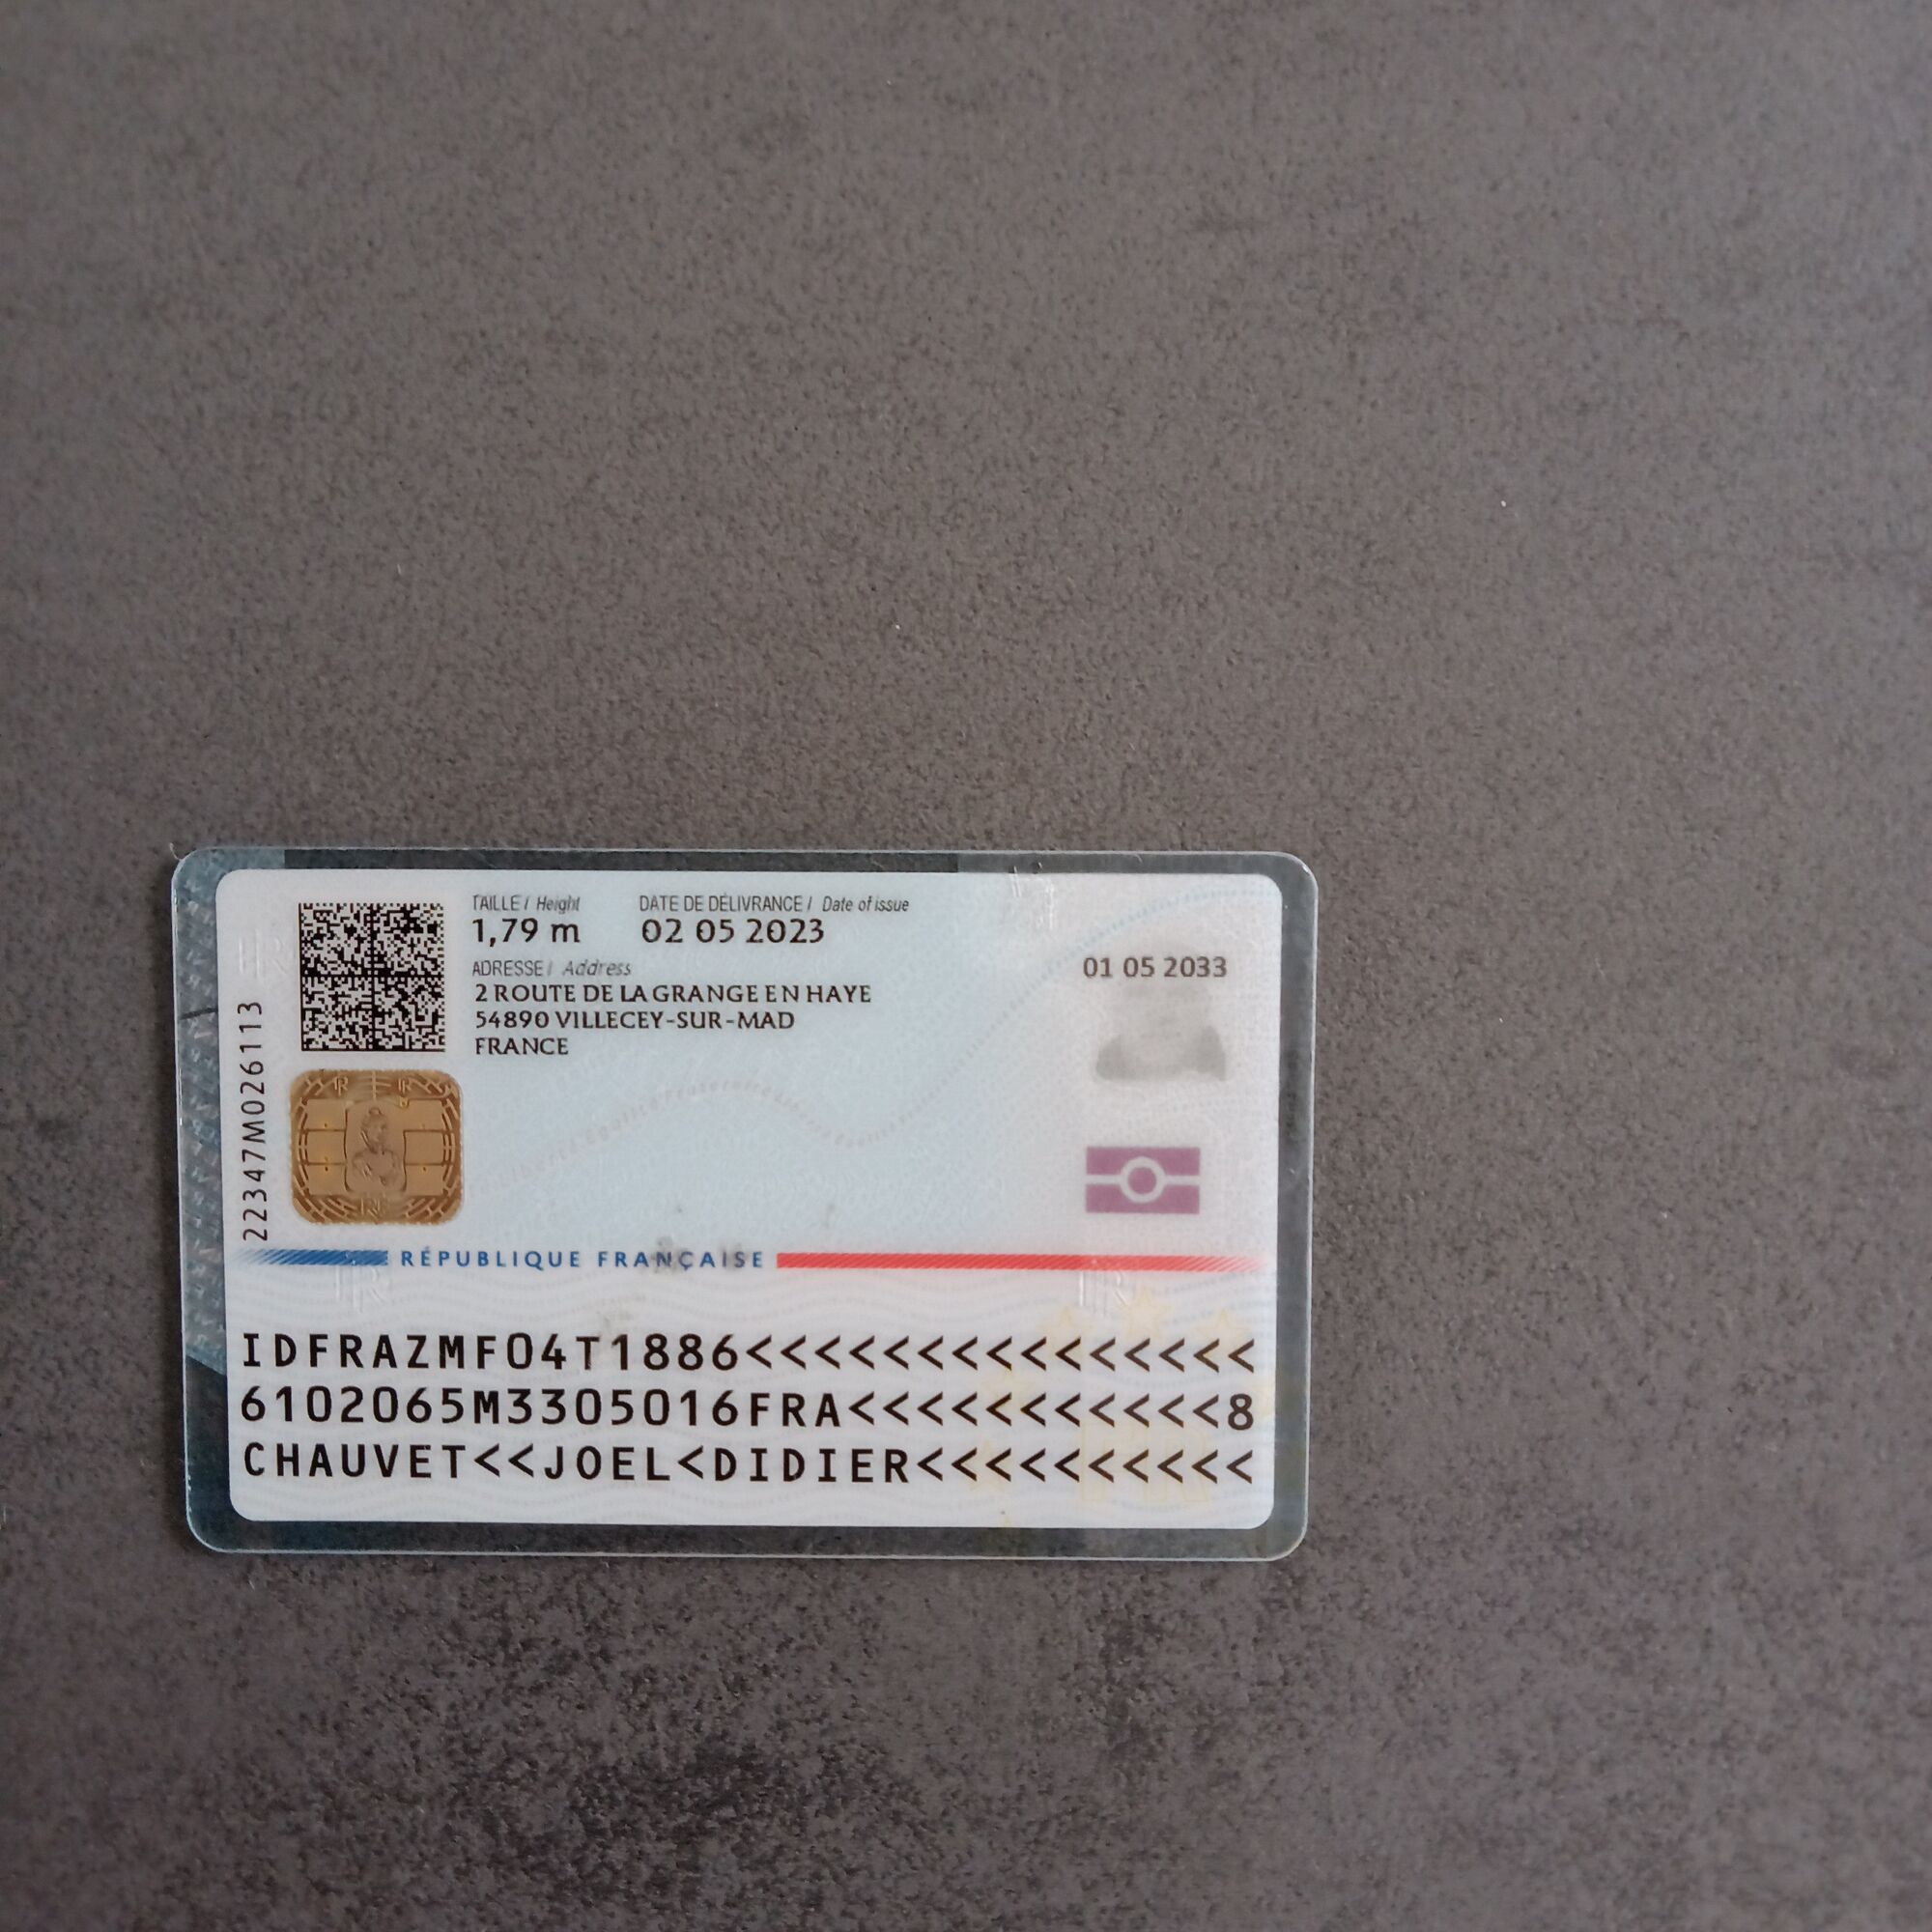 TAILLE / Height DATE DE DÉLIVRANCE / Date of issue
1,79 m 02 05 2023
ADRESSE / Address
2 ROUTE DE LA GRANGE EN HAYE
54890 VILLECEY-SUR-MAD
FRANCE
01 05 2033
22347M026113
RÉPUBLIQUE FRANÇAISE
IDFRAZMF04T1886<<<<<<<<<<<<<<<
6102065M3305016FRA<<<<<<<<<<<8
CHAUVET<<JOEL<DIDIER<<<<<<<<<<